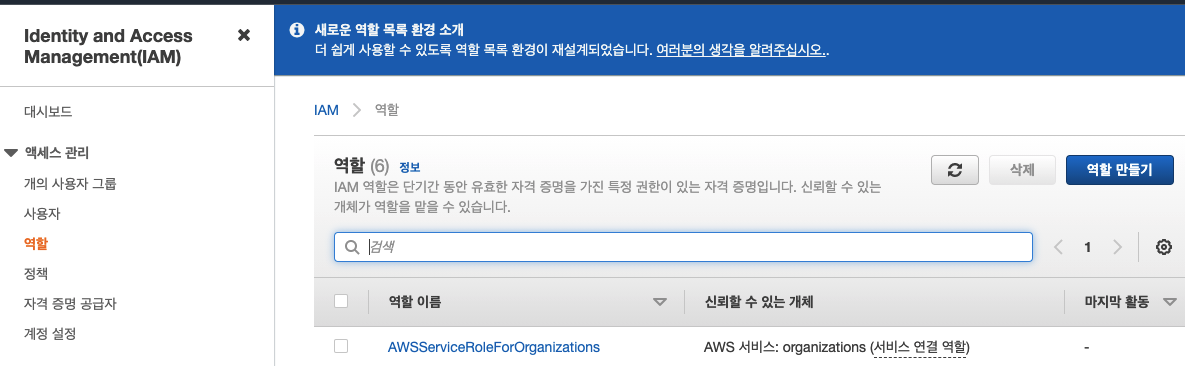 Identity and Access
Management(IAM)
대시보드
액세스 관리
개의 사용자 그룹
사용자
역할
정책
자격 증명 공급자
계정 설정
새로운 역할 목록 환경 소개
더 쉽게 사용할 수 있도록 역할 목록 환경이 재설계되었습니다. 여러분의 생각을 알려주십시오..
IAM > 역할
역할 (6) 정보
IAM 역할은 단기간 동안 유효한 자격 증명을 가진 특정 권한이 있는 자격 증명입니다. 신뢰할 수 있는
개체가 역할을 맡을 수 있습니다.
삭제
역할 만들기
검색
1
역할 이름 신뢰할 수 있는 개체 마지막 활동
AWSServiceRoleForOrganizations AWS 서비스: organizations (서비스 연결 역할) -